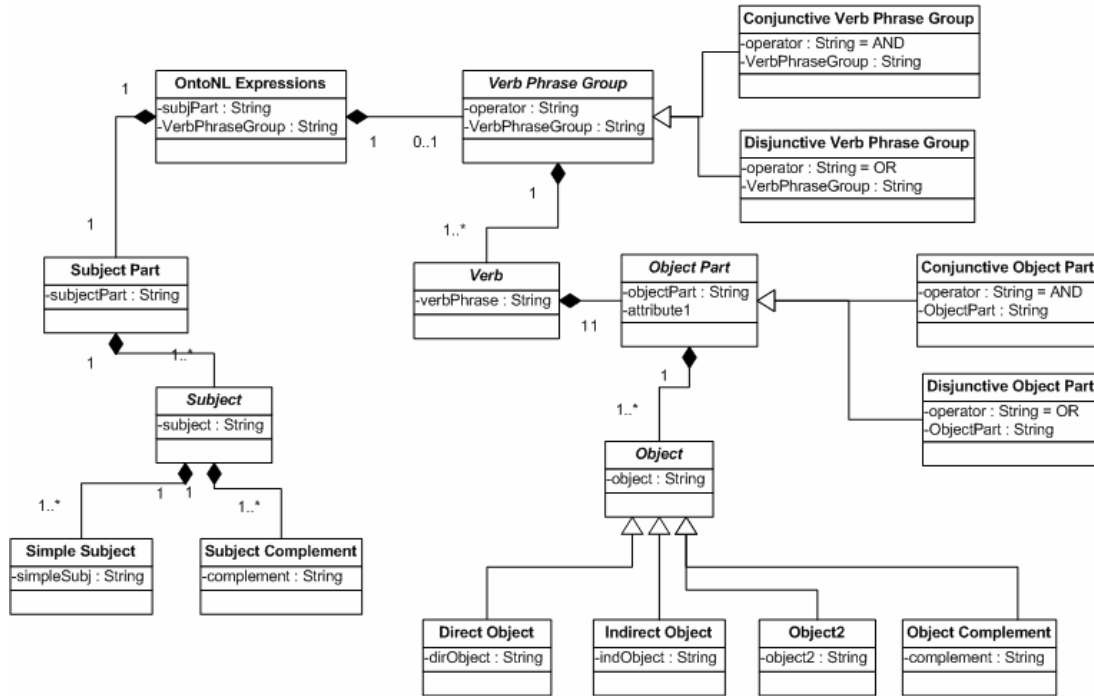 Conjunctive Verb Phrase Group
-operator : String = AND
-VerbPhraseGroup : String
OntoNL Expressions
-subjPart : String
-VerbPhraseGroup : String
Verb Phrase Group
-operator : String
-VerbPhraseGroup : String
1
1
0..1
Disjunctive Verb Phrase Group
-operator : String = OR
-VerbPhraseGroup : String
1
1..*
1
Subject Part
-subjectPart : String
Verb
-verbPhrase : String
Object Part
-objectPart : String
-attribute1
Conjunctive Object Part
-operator : String = AND
-ObjectPart : String
11
1
1..*
1
1..*
Disjunctive Object Part
-operator : String = OR
-ObjectPart : String
Subject
-subject : String
Object
-object : String
1
1
1..*
1..*
Simple Subject
-simpleSubj : String
Subject Complement
-complement : String
Direct Object
-dirObject : String
Indirect Object
-indObject : String
Object2
-object2 : String
Object Complement
-complement : String